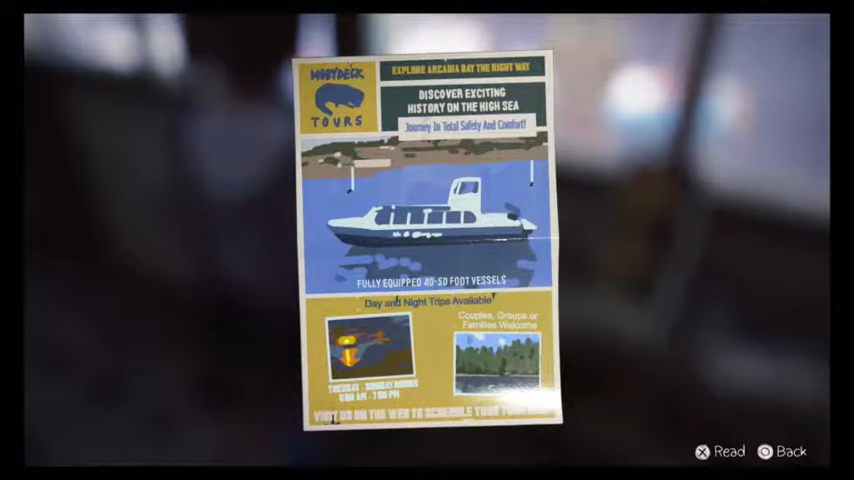 MOBYDECK
TOURS
EXPLORE ARCADIA BAY THE RIGHT WAY
DISCOVER EXCITING
HISTORY ON THE HIGH SEA
Journey In Total Safety And Comfort!
FULLY EQUIPPED 40-50 FOOT VESSELS
Day and Night Trips Available
Couples, Groups or
Families Welcome
TUESDAY - SUNDAY HOURS
AM - 7:00 PM
VISIT US ON THE WEB TO SCHEDULE YOUR TOUR
Read
Back